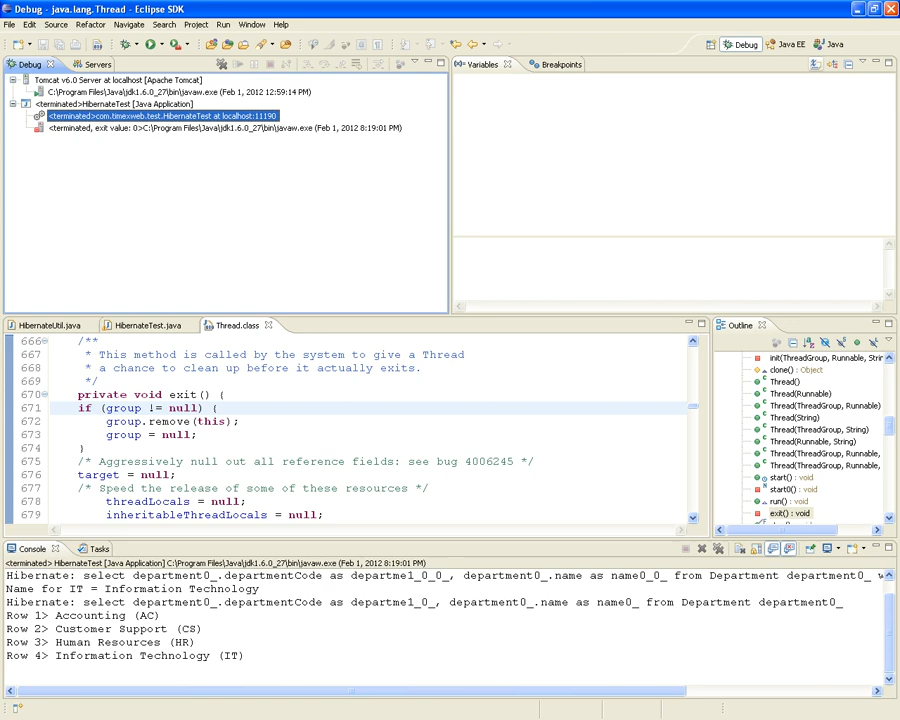 Debug - java.lang.Thread - Eclipse SDK
File Edit Source Refactor Navigate Search Project Run Window Help
Debug Java EE Java
Debug Servers
Variables Breakpoints
Tomcat v6.0 Server at localhost [Apache Tomcat]
C:\Program Files\Java\jdk1.6.0_27\bin\javaw.exe (Feb 1, 2012 12:59:14 PM)
<terminated>HibernateTest [Java Application]
<terminated>com.timexweb.test.HibernateTest at localhost:11190
<terminated, exit value: 0>C:\Program Files\Java\jdk1.6.0_27\bin\javaw.exe (Feb 1, 2012 8:19:01 PM)
HibernateUtil.java HibernateTest.java Thread.class
666 /**
667 * This method is called by the system to give a Thread
668 * a chance to clean up before it actually exits.
669 */
670 private void exit() {
671 if (group != null) {
672 group.remove(this);
673 group = null;
674 }
675 /* Aggressively null out all reference fields: see bug 4006245 */
676 target = null;
677 /* Speed the release of some of these resources */
678 threadLocals = null;
679 inheritableThreadLocals = null;
Outline
init(ThreadGroup, Runnable, Strin
clone() : Object
Thread()
Thread(Runnable)
Thread(ThreadGroup, Runnable)
Thread(String)
Thread(ThreadGroup, String)
Thread(Runnable, String)
Thread(ThreadGroup, Runnable,
Thread(ThreadGroup, Runnable,
start() : void
start0() : void
run() : void
exit() : void
Console Tasks
<terminated> HibernateTest [Java Application] C:\Program Files\Java\jdk1.6.0_27\bin\javaw.exe (Feb 1, 2012 8:19:01 PM)
Hibernate: select department0_.departmentCode as departme1_0_0_, department0_.name as name0_0_ from Department department0_ w
Name for IT = Information Technology
Hibernate: select department0_.departmentCode as departme1_0_, department0_.name as name0_ from Department department0_
Row 1> Accounting (AC)
Row 2> Customer Support (CS)
Row 3> Human Resources (HR)
Row 4> Information Technology (IT)